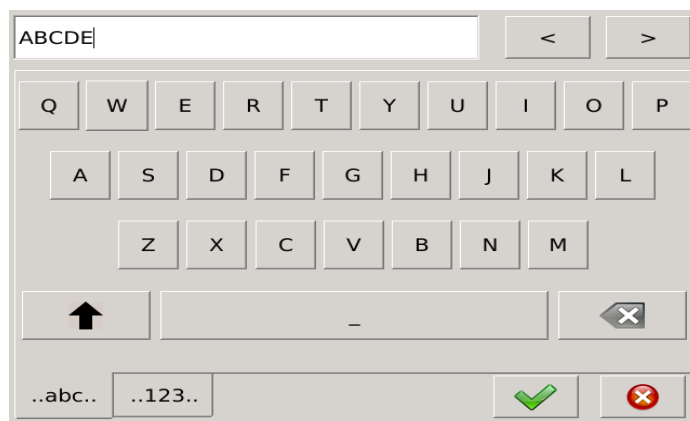 ABCDE < >
Q W E R T Y U I O P
A S D F G H J K L
Z X C V B N M
_
..abc.. ..123..